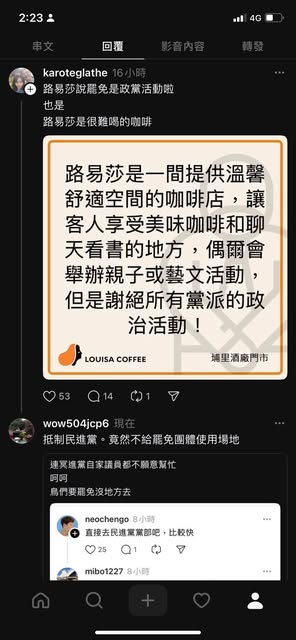 2:23
4G
串文
回覆
影音內容
轉發
karoteglathe 16小時
路易莎說罷免是政黨活動啦
也是
路易莎是很難喝的咖啡
路易莎是一間提供溫馨
舒適空間的咖啡店，讓
客人享受美味咖啡和聊
天看書的地方，偶爾會
舉辦親子或藝文活動，
但是謝絕所有黨派的政
治活動！
LOUISA COFFEE
埔里酒廠門市
53 14 1
wow504jcp6 現在
抵制民進黨。竟然不給罷免團體使用場地
連冥進黨自家議員都不願意幫忙
呵呵
鳥們要罷免沒地方去
neochengo 8小時
直接去民進黨黨部吧，比較快
25 1
mibo1227 8小時